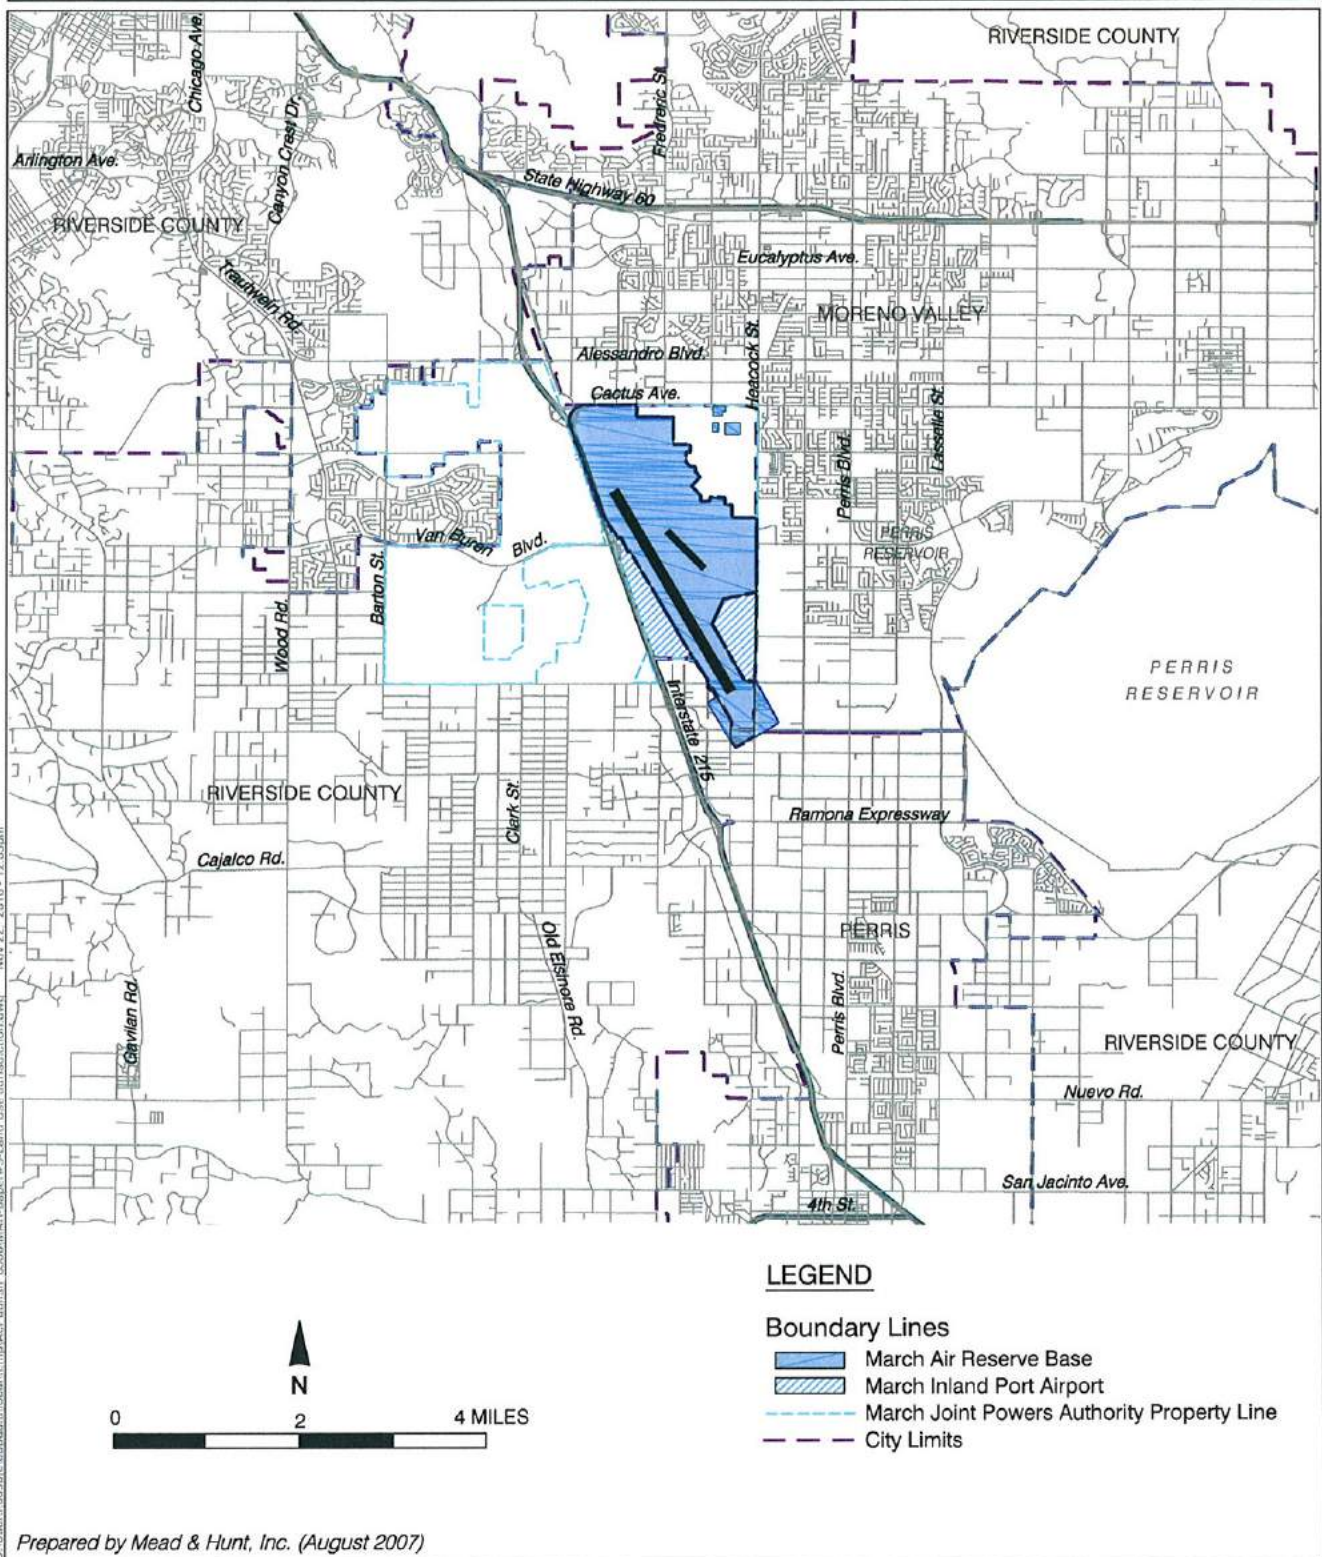 RIVERSIDE COUNTY
Chicago Ave.
Canyon Crest Dr.
Frederic St.
Arlington Ave.
State Highway 60
RIVERSIDE COUNTY
Eucalyptus Ave.
Trautwein Rd.
MORENO VALLEY
Alessandro Blvd.
Heacock St.
Cactus Ave.
Lasselle St.
Perris Blvd.
Van Buren Blvd.
PERRIS
RESERVOIR
Barton St.
Wood Rd.
PERRIS
RESERVOIR
Interstate 215
RIVERSIDE COUNTY
Clark St.
Ramona Expressway
Cajalco Rd.
PERRIS
Old Elsinore Rd.
Gavilan Rd.
Perris Blvd.
RIVERSIDE COUNTY
Nuevo Rd.
San Jacinto Ave.
4th St.
LEGEND
Boundary Lines
March Air Reserve Base
March Inland Port Airport
March Joint Powers Authority Property Line
City Limits
N
0 2 4 MILES
Prepared by Mead & Hunt, Inc. (August 2007)